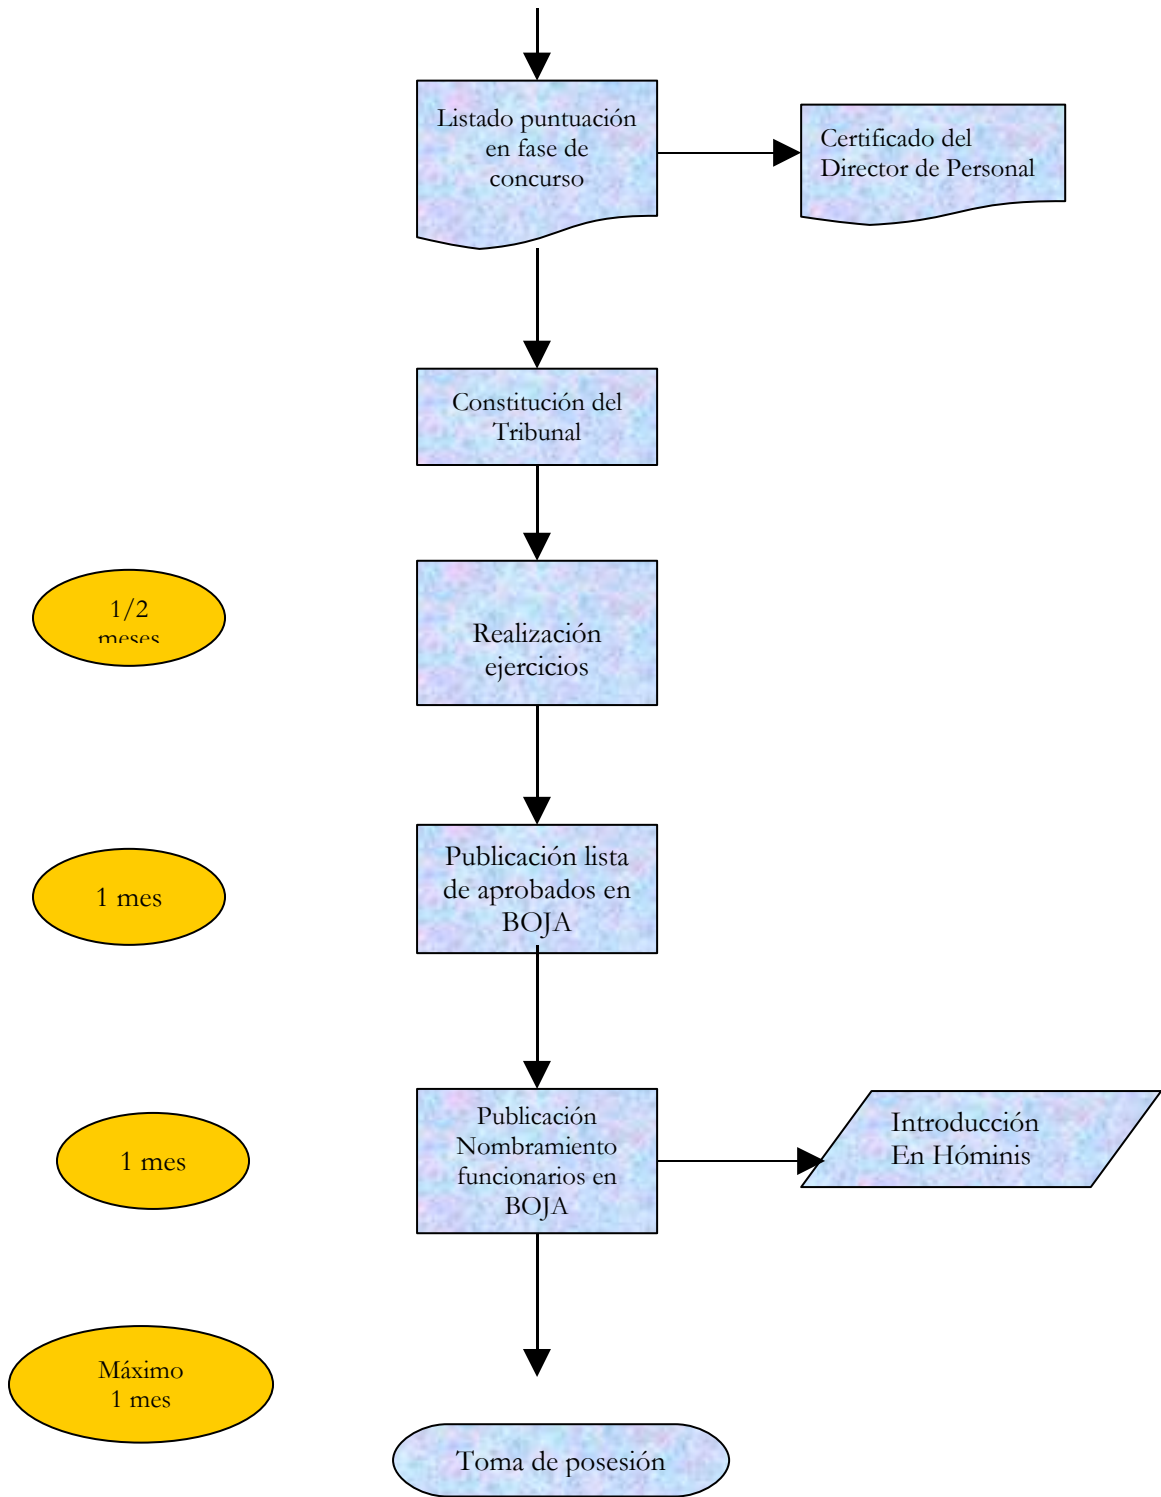 Listado puntuación
en fase de
concurso
Certificado del
Director de Personal
Constitución del
Tribunal
1/2
meses
Realización
ejercicios
1 mes
Publicación lista
de aprobados en
BOJA
1 mes
Publicación
Nombramiento
funcionarios en
BOJA
Introducción
En Hóminis
Máximo
1 mes
Toma de posesión